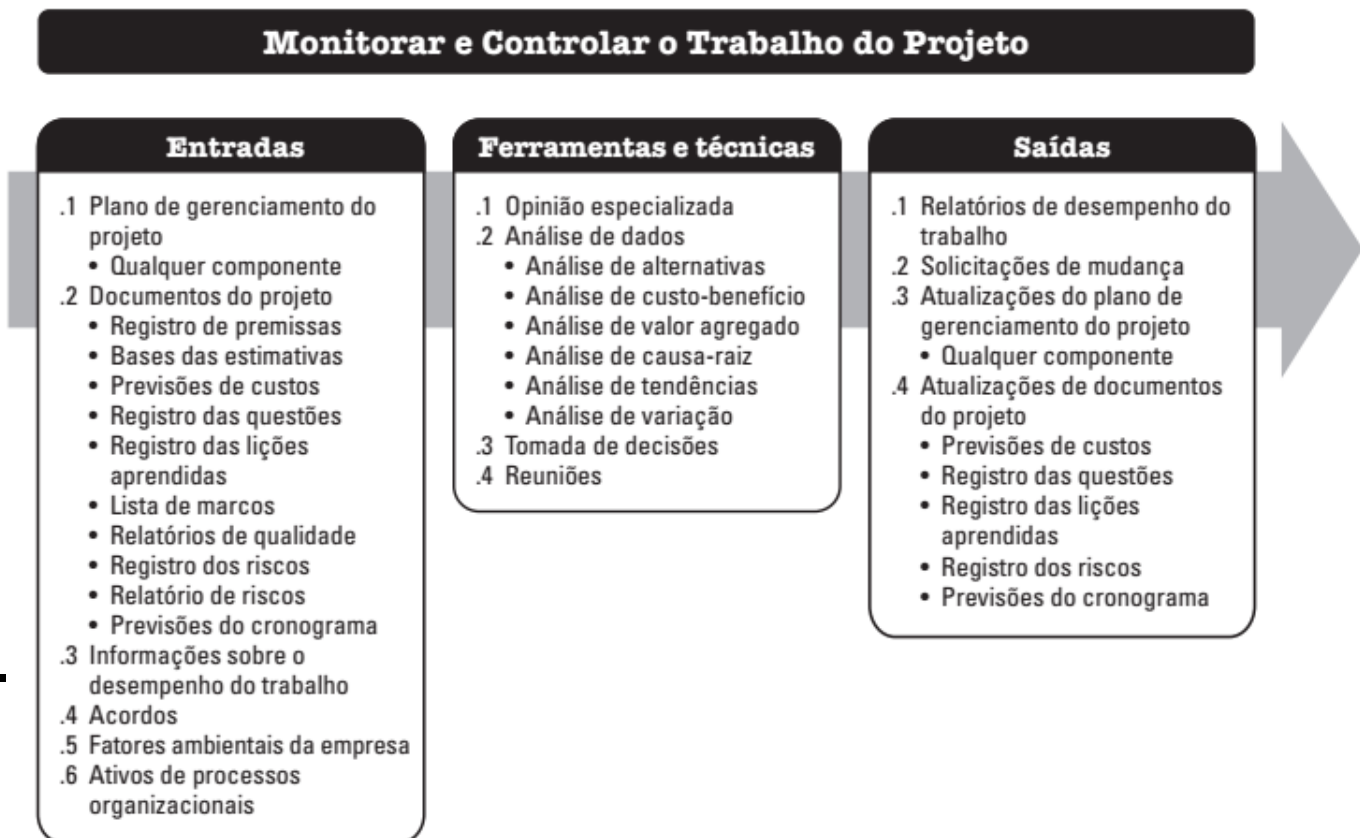 Monitorar e Controlar o Trabalho do Projeto
Entradas
.1 Plano de gerenciamento do
projeto
• Qualquer componente
.2 Documentos do projeto
• Registro de premissas
• Bases das estimativas
• Previsões de custos
• Registro das questões
• Registro das lições
aprendidas
• Lista de marcos
• Relatórios de qualidade
• Registro dos riscos
• Relatório de riscos
• Previsões do cronograma
.3 Informações sobre o
desempenho do trabalho
.4 Acordos
.5 Fatores ambientais da empresa
.6 Ativos de processos
organizacionais
Ferramentas e técnicas
.1 Opinião especializada
.2 Análise de dados
• Análise de alternativas
• Análise de custo-benefício
• Análise de valor agregado
• Análise de causa-raiz
• Análise de tendências
• Análise de variação
.3 Tomada de decisões
.4 Reuniões
Saídas
.1 Relatórios de desempenho do
trabalho
.2 Solicitações de mudança
.3 Atualizações do plano de
gerenciamento do projeto
• Qualquer componente
.4 Atualizações de documentos
do projeto
• Previsões de custos
• Registro das questões
• Registro das lições
aprendidas
• Registro dos riscos
• Previsões do cronograma